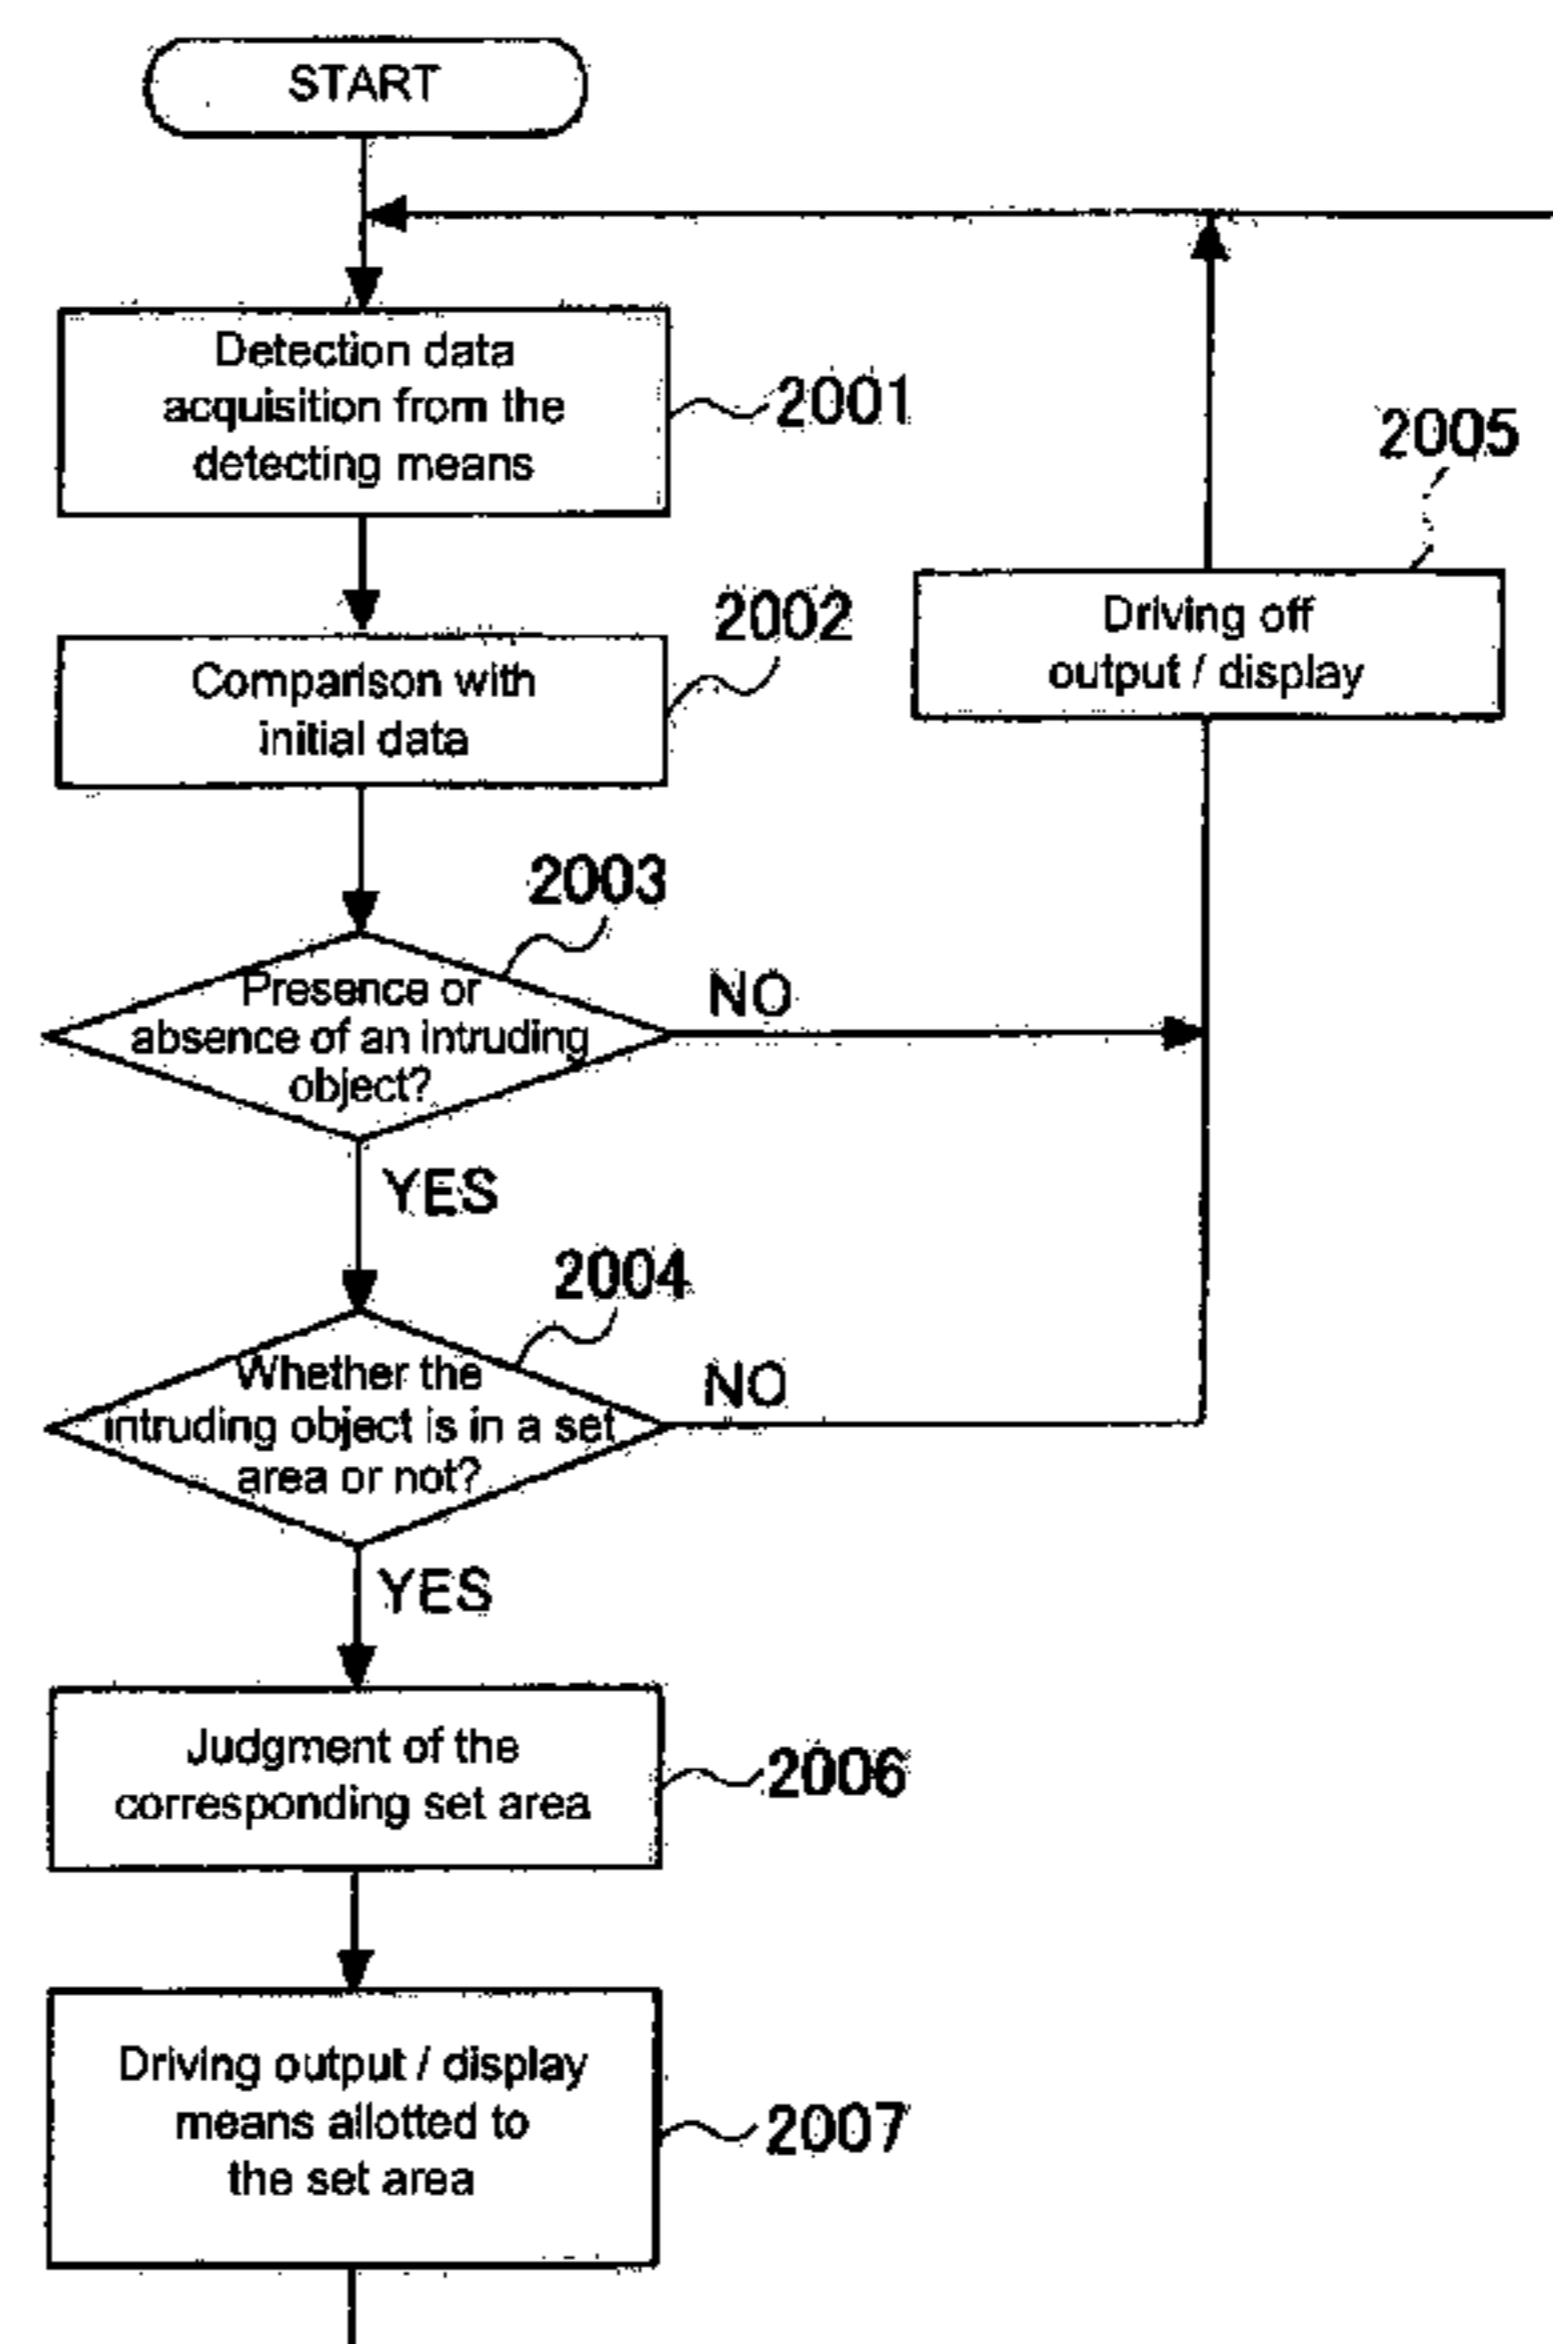 START
Detection data
acquisition from the
detecting means
2001
2005
Driving off
output / display
2002
Comparison with
initial data
2003
Presence or
absence of an intruding
object?
NO
YES
2004
Whether the
intruding object is in a set
area or not?
NO
YES
Judgment of the
corresponding set area
2006
Driving output / display
means allotted to
the set area
2007